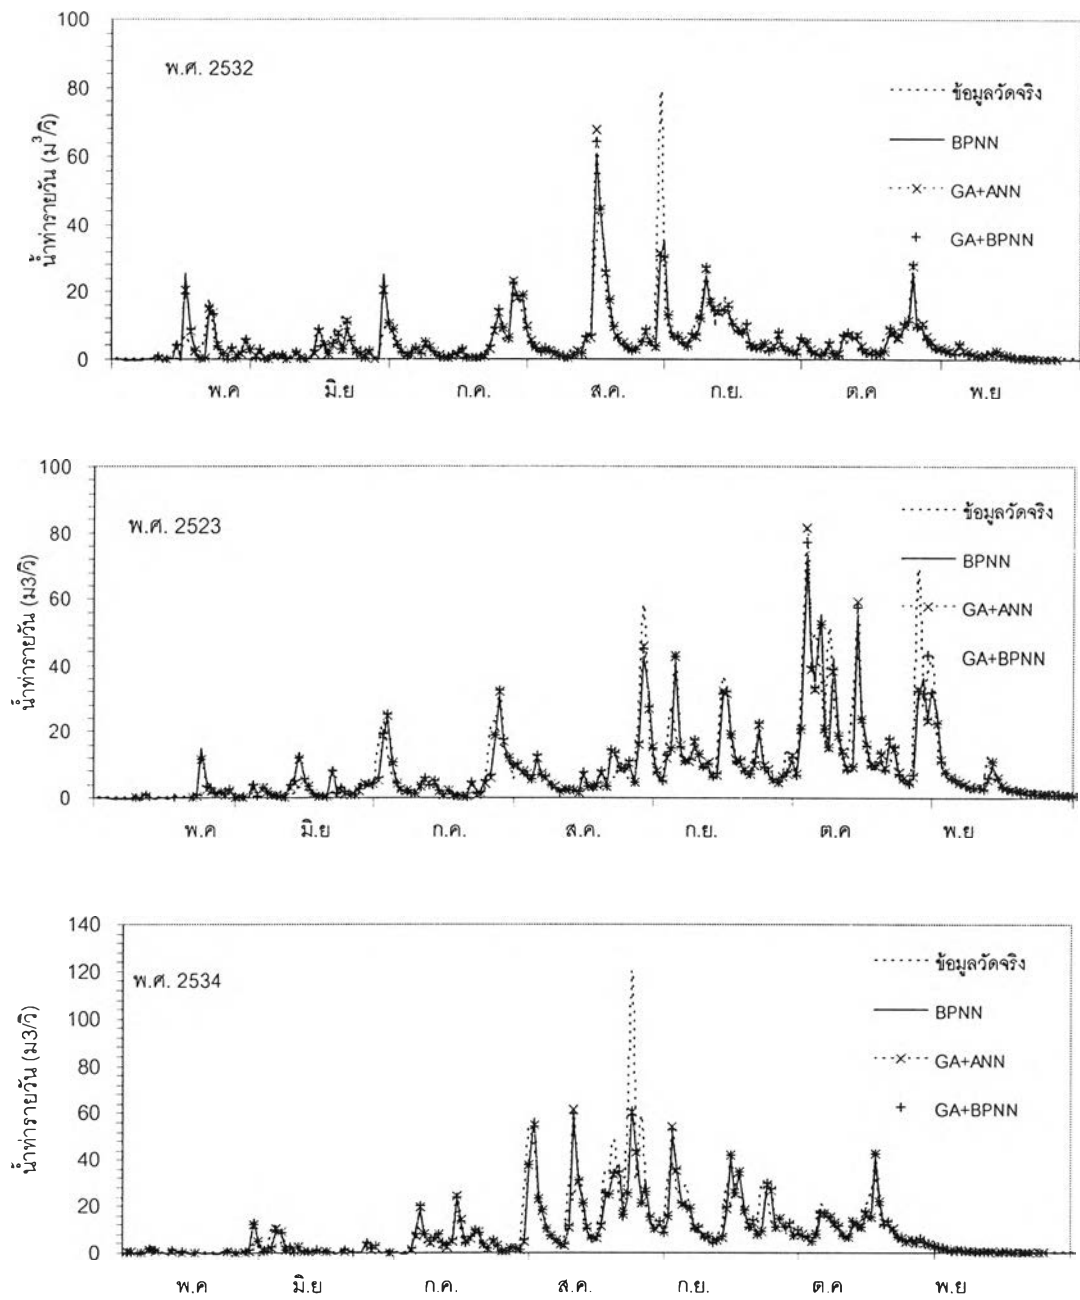 100
80
60
40
20
0
น้ำท่ารายวัน (ม³/วิ)
พ.ศ. 2532
ข้อมูลวัดจริง
BPNN
GA+ANN
GA+BPNN
พ.ค มิ.ย ก.ค. ส.ค. ก.ย. ต.ค พ.ย
100
80
60
40
20
0
น้ำท่ารายวัน (ม3/วิ)
พ.ศ. 2523
ข้อมูลวัดจริง
BPNN
GA+ANN
GA+BPNN
พ.ค มิ.ย ก.ค. ส.ค. ก.ย. ต.ค พ.ย
140
120
100
80
60
40
20
0
น้ำท่ารายวัน (ม3/วิ)
พ.ศ. 2534
ข้อมูลวัดจริง
BPNN
GA+ANN
GA+BPNN
พ.ค มิ.ย ก.ค. ส.ค. ก.ย. ต.ค พ.ย